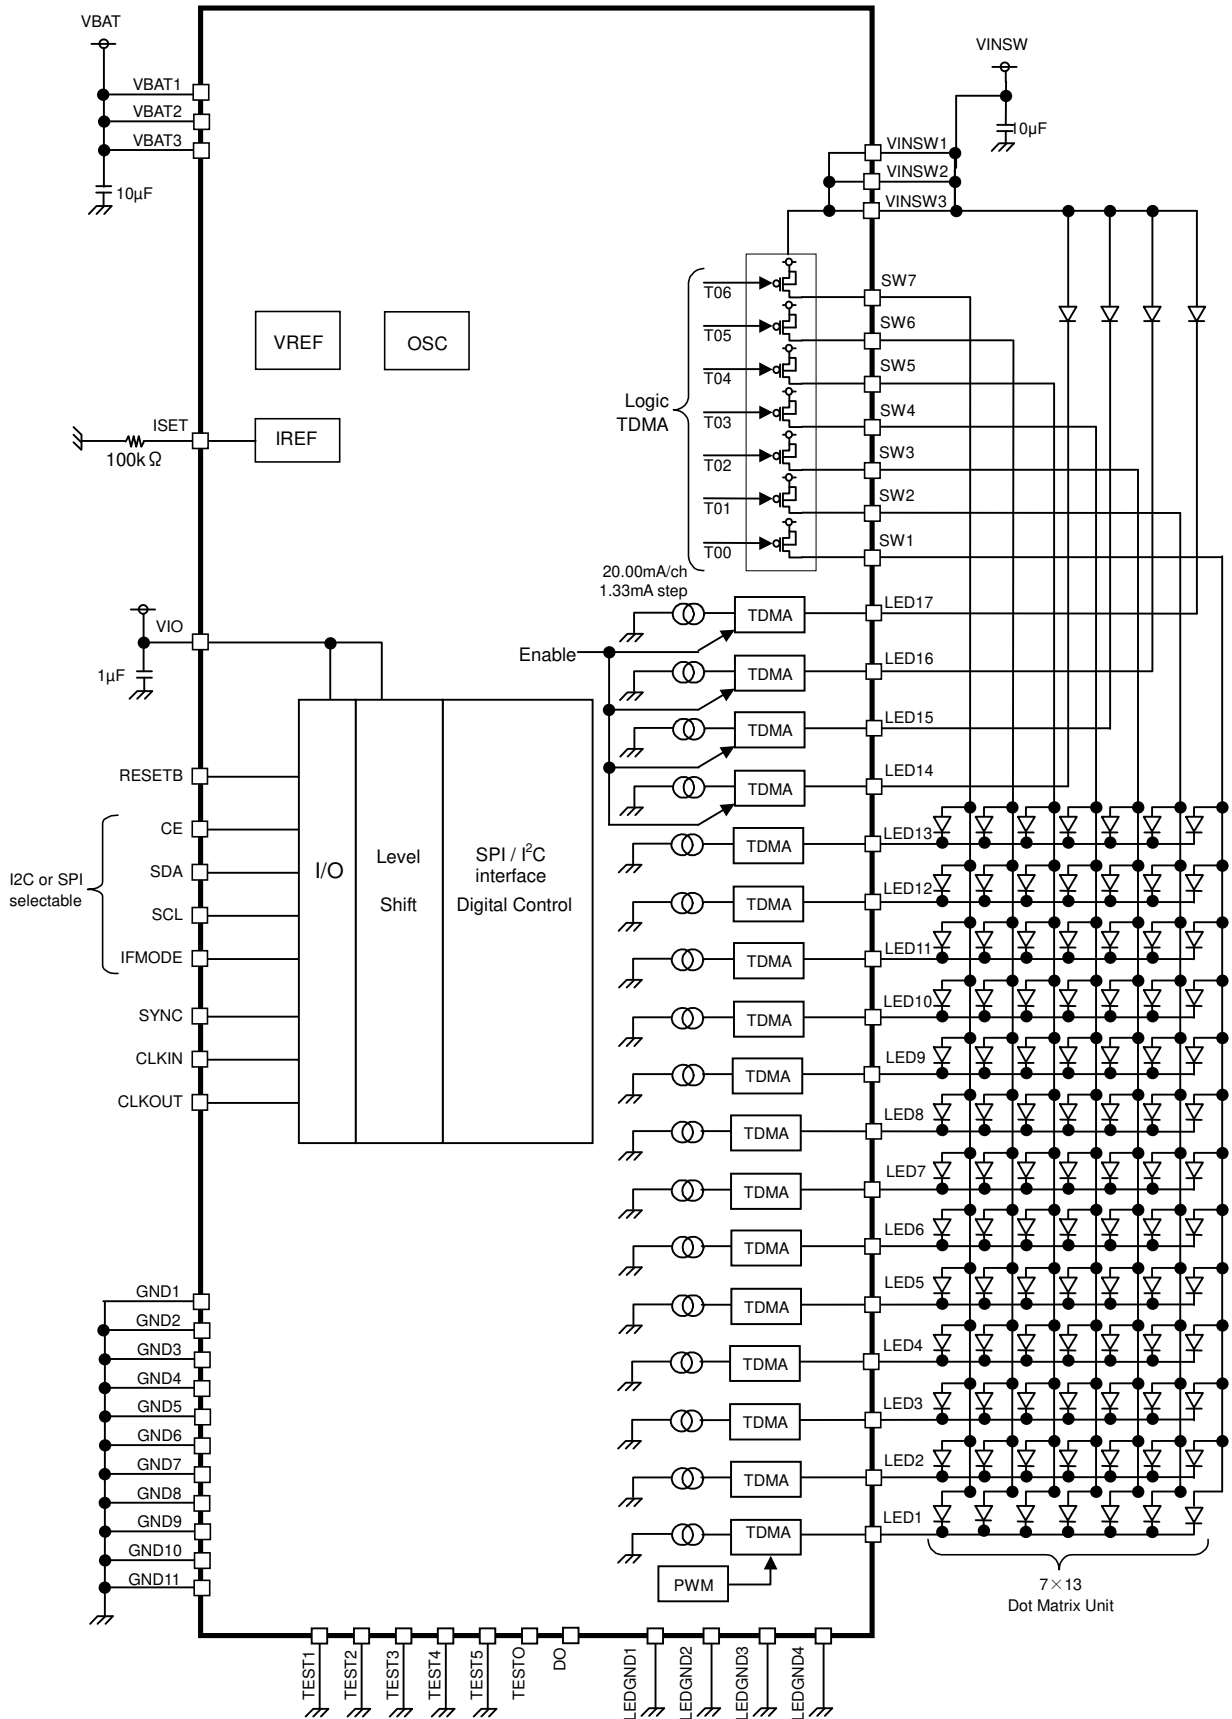 VBAT
VBAT1
VBAT2
VBAT3
10µF
VINSW
10µF
VINSW1
VINSW2
VINSW3
T06
T05
T04
T03
T02
T01
T00
Logic
TDMA
SW7
SW6
SW5
SW4
SW3
SW2
SW1
VREF
OSC
ISET
100kΩ
IREF
20.00mA/ch
1.33mA step
VIO
1µF
Enable
TDMA
LED17
TDMA
LED16
TDMA
LED15
TDMA
LED14
TDMA
LED13
TDMA
LED12
TDMA
LED11
TDMA
LED10
TDMA
LED9
TDMA
LED8
TDMA
LED7
TDMA
LED6
TDMA
LED5
TDMA
LED4
TDMA
LED3
TDMA
LED2
TDMA
LED1
PWM
RESETB
CE
SDA
SCL
IFMODE
I2C or SPI
selectable
SYNC
CLKIN
CLKOUT
I/O
Level
Shift
SPI / I²C
interface
Digital Control
GND1
GND2
GND3
GND4
GND5
GND6
GND7
GND8
GND9
GND10
GND11
7×13
Dot Matrix Unit
TEST1
TEST2
TEST3
TEST4
TEST5
TESTO
DO
LEDGND1
LEDGND2
LEDGND3
LEDGND4